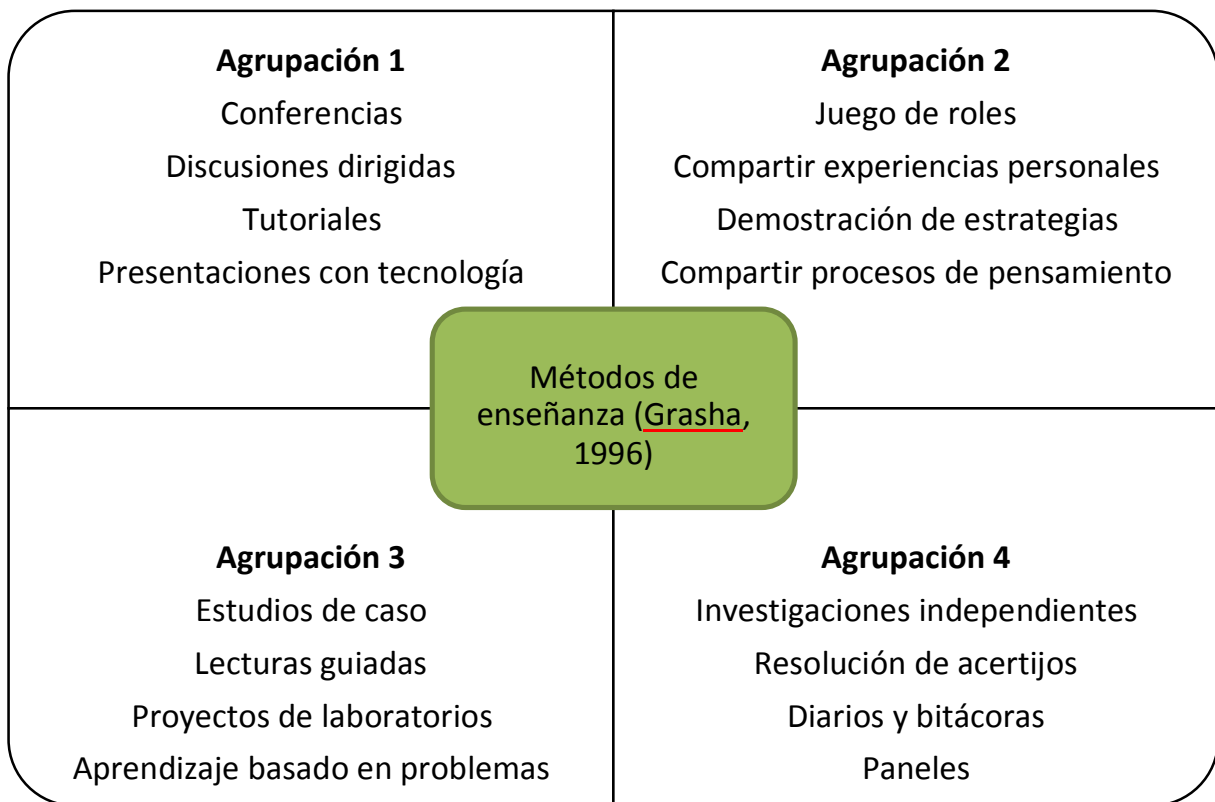 Agrupación 1
Conferencias
Discusiones dirigidas
Tutoriales
Presentaciones con tecnología
Agrupación 2
Juego de roles
Compartir experiencias personales
Demostración de estrategias
Compartir procesos de pensamiento
Métodos de
enseñanza (Grasha,
1996)
Agrupación 3
Estudios de caso
Lecturas guiadas
Proyectos de laboratorios
Aprendizaje basado en problemas
Agrupación 4
Investigaciones independientes
Resolución de acertijos
Diarios y bitácoras
Paneles